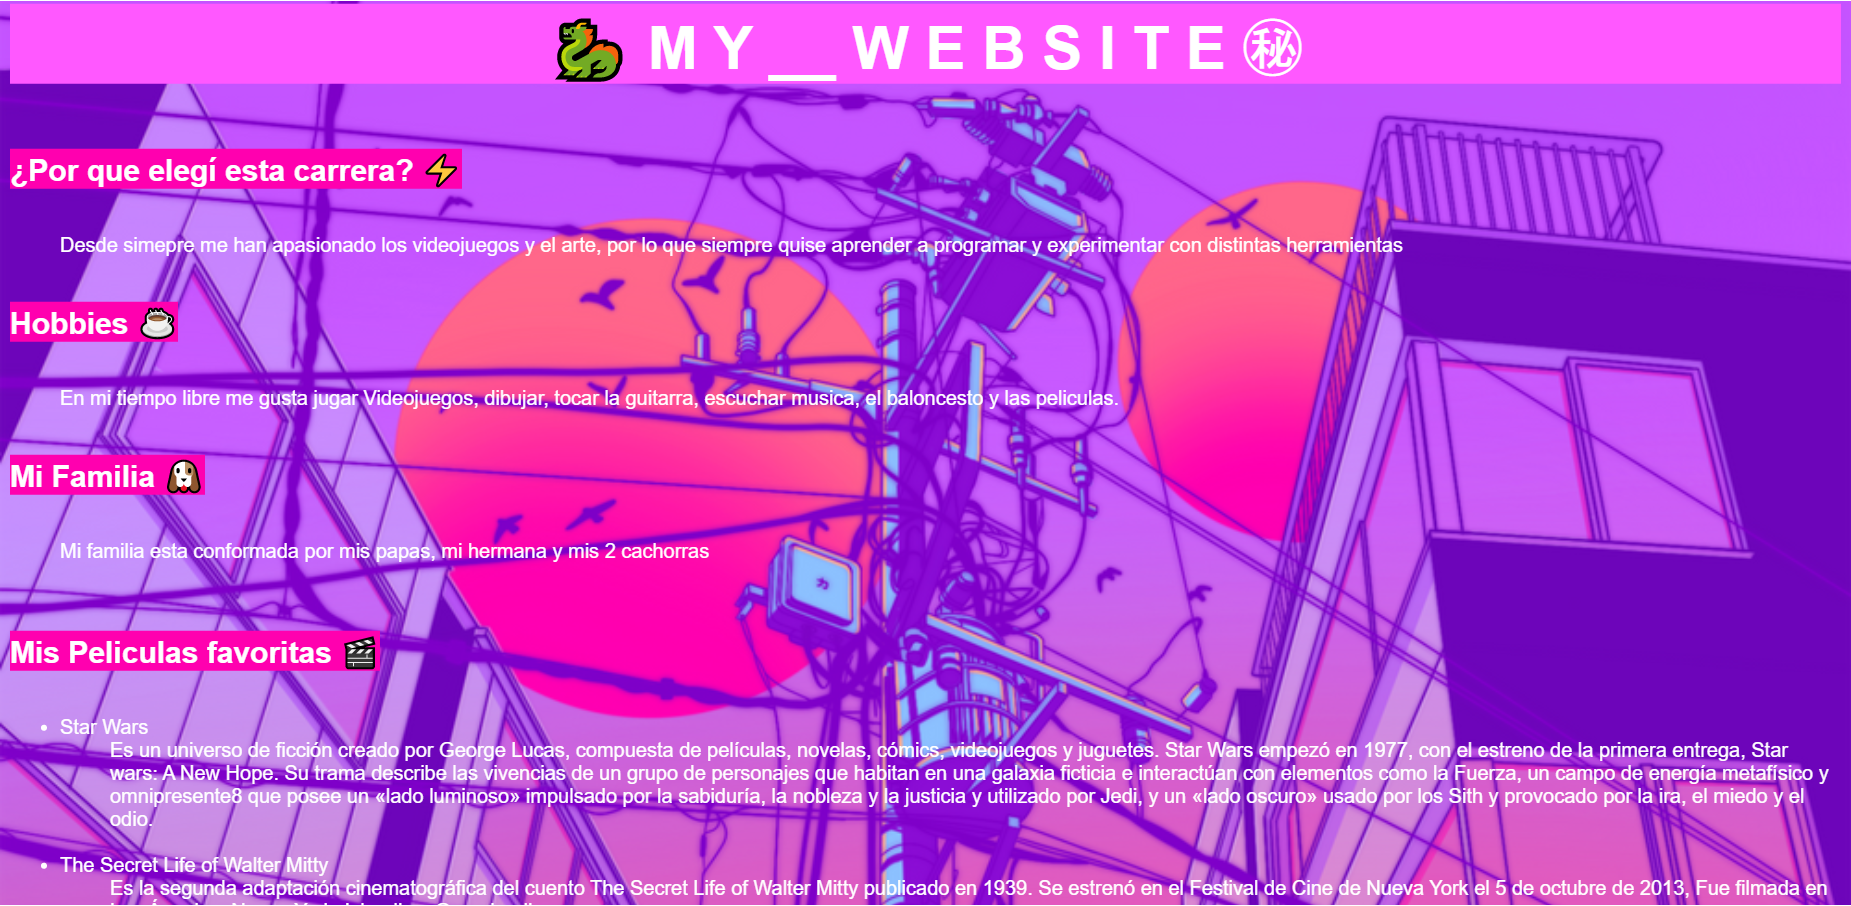 🐉 M Y __ W E B S I T E ㊙
¿Por que elegí esta carrera? ⚡
Desde simepre me han apasionado los videojuegos y el arte, por lo que siempre quise aprender a programar y experimentar con distintas herramientas
Hobbies ☕
En mi tiempo libre me gusta jugar Videojuegos, dibujar, tocar la guitarra, escuchar musica, el baloncesto y las peliculas.
Mi Familia 🐶
Mi familia esta conformada por mis papas, mi hermana y mis 2 cachorras
カ
Mis Peliculas favoritas 🎬
• Star Wars
Es un universo de ficción creado por George Lucas, compuesta de películas, novelas, cómics, videojuegos y juguetes. Star Wars empezó en 1977, con el estreno de la primera entrega, Star
wars: A New Hope. Su trama describe las vivencias de un grupo de personajes que habitan en una galaxia ficticia e interactúan con elementos como la Fuerza, un campo de energía metafísico y
omnipresente8 que posee un «lado luminoso» impulsado por la sabiduría, la nobleza y la justicia y utilizado por Jedi, y un «lado oscuro» usado por los Sith y provocado por la ira, el miedo y el
odio.
• The Secret Life of Walter Mitty
Es la segunda adaptación cinematográfica del cuento The Secret Life of Walter Mitty publicado en 1939. Se estrenó en el Festival de Cine de Nueva York el 5 de octubre de 2013, Fue filmada en